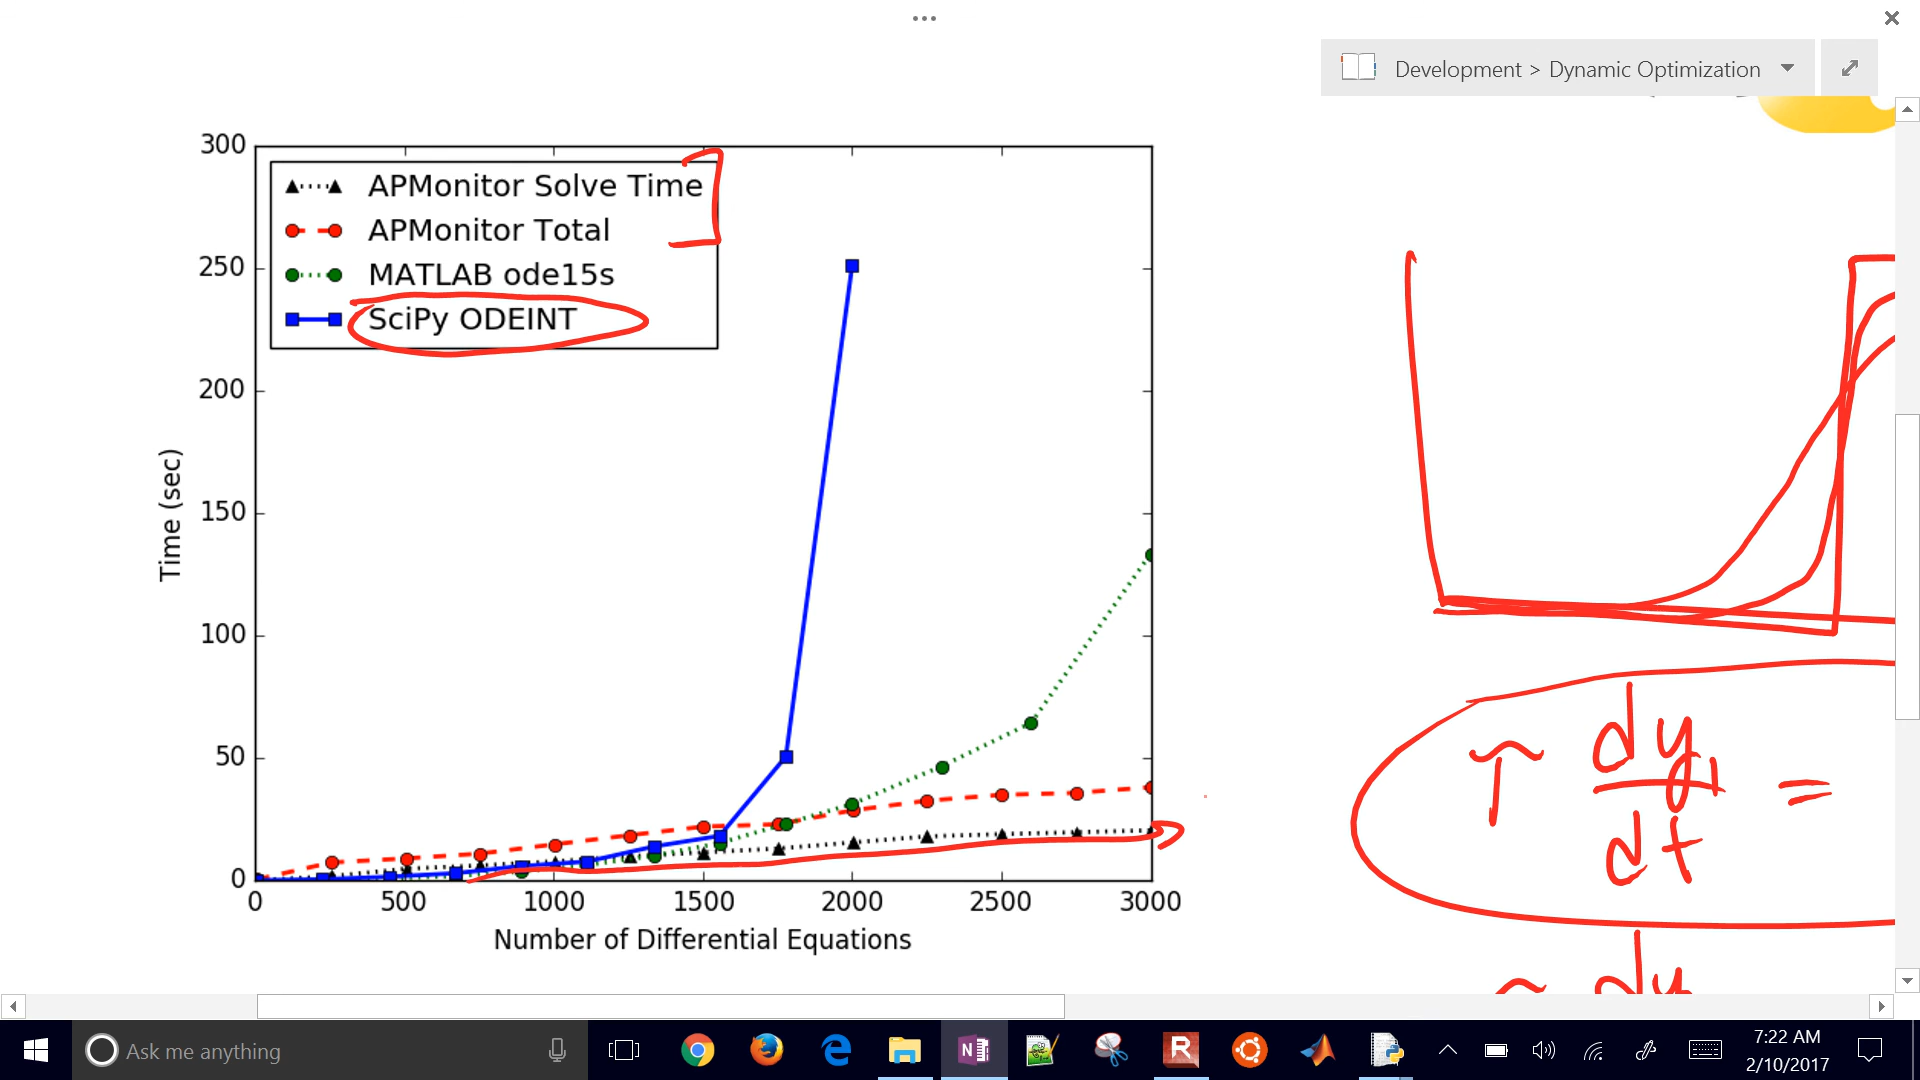 Development > Dynamic Optimization
300
250
200
150
100
50
0
Time (sec)
APMonitor Solve Time
APMonitor Total
MATLAB ode15s
SciPy ODEINT
0 500 1000 1500 2000 2500 3000
Number of Differential Equations
τ dy1 =
dt
dy
Ask me anything
N
R
7:22 AM
2/10/2017